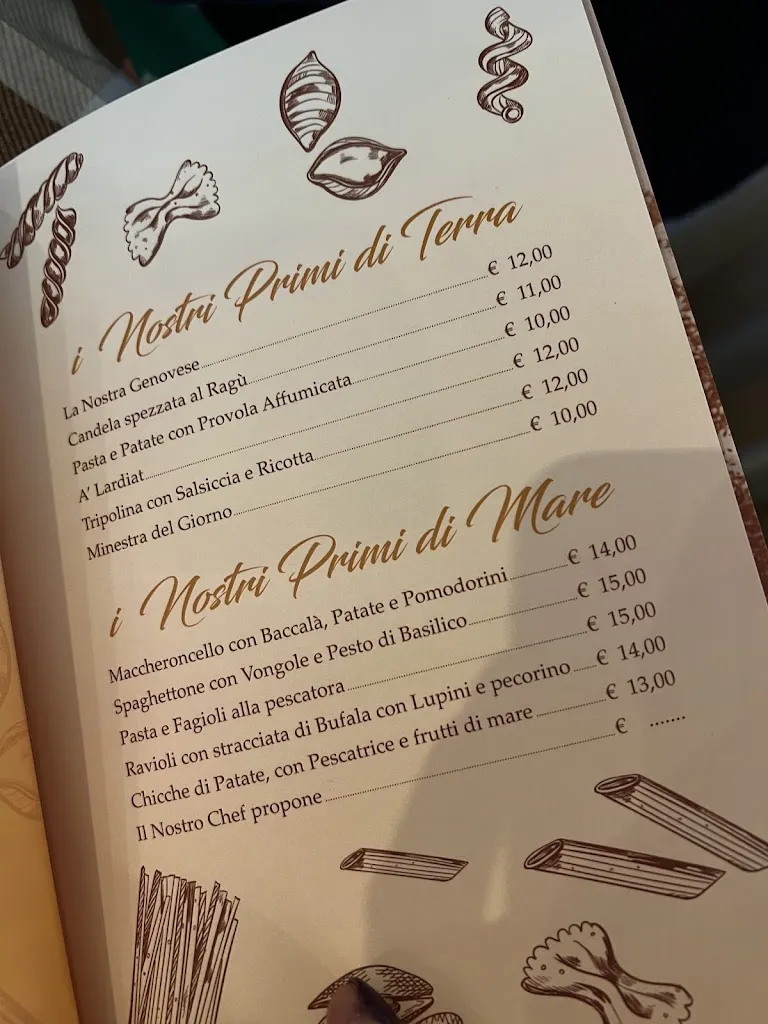 i Nostri Primi di Terra
La Nostra Genovese € 12,00
Candela spezzata al Ragù € 11,00
Pasta e Patate con Provola Affumicata € 10,00
A' Lardiat € 12,00
Tripolina con Salsiccia e Ricotta € 12,00
Minestra del Giorno € 10,00
i Nostri Primi di Mare
Maccheroncello con Baccalà, Patate e Pomodorini € 14,00
Spaghettone con Vongole e Pesto di Basilico € 15,00
Pasta e Fagioli alla pescatora € 15,00
Ravioli con stracciata di Bufala con Lupini e pecorino € 14,00
Chicche di Patate, con Pescatrice e frutti di mare € 13,00
Il Nostro Chef propone € .......